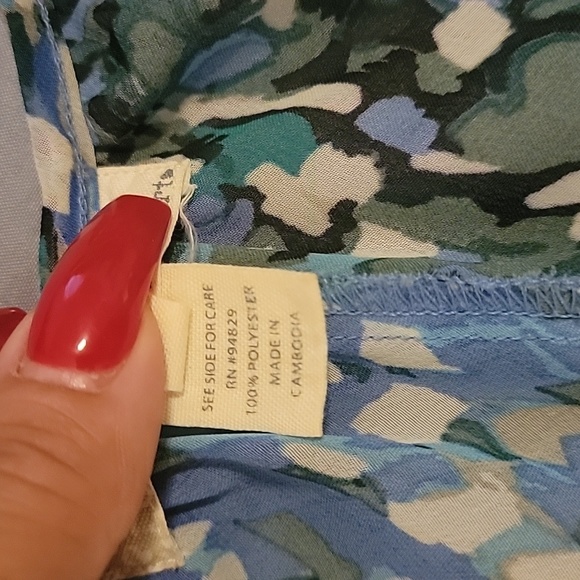 SEE SIDE FOR CARE
RN #94829
100% POLYESTER
MADE IN
CAMBODIA